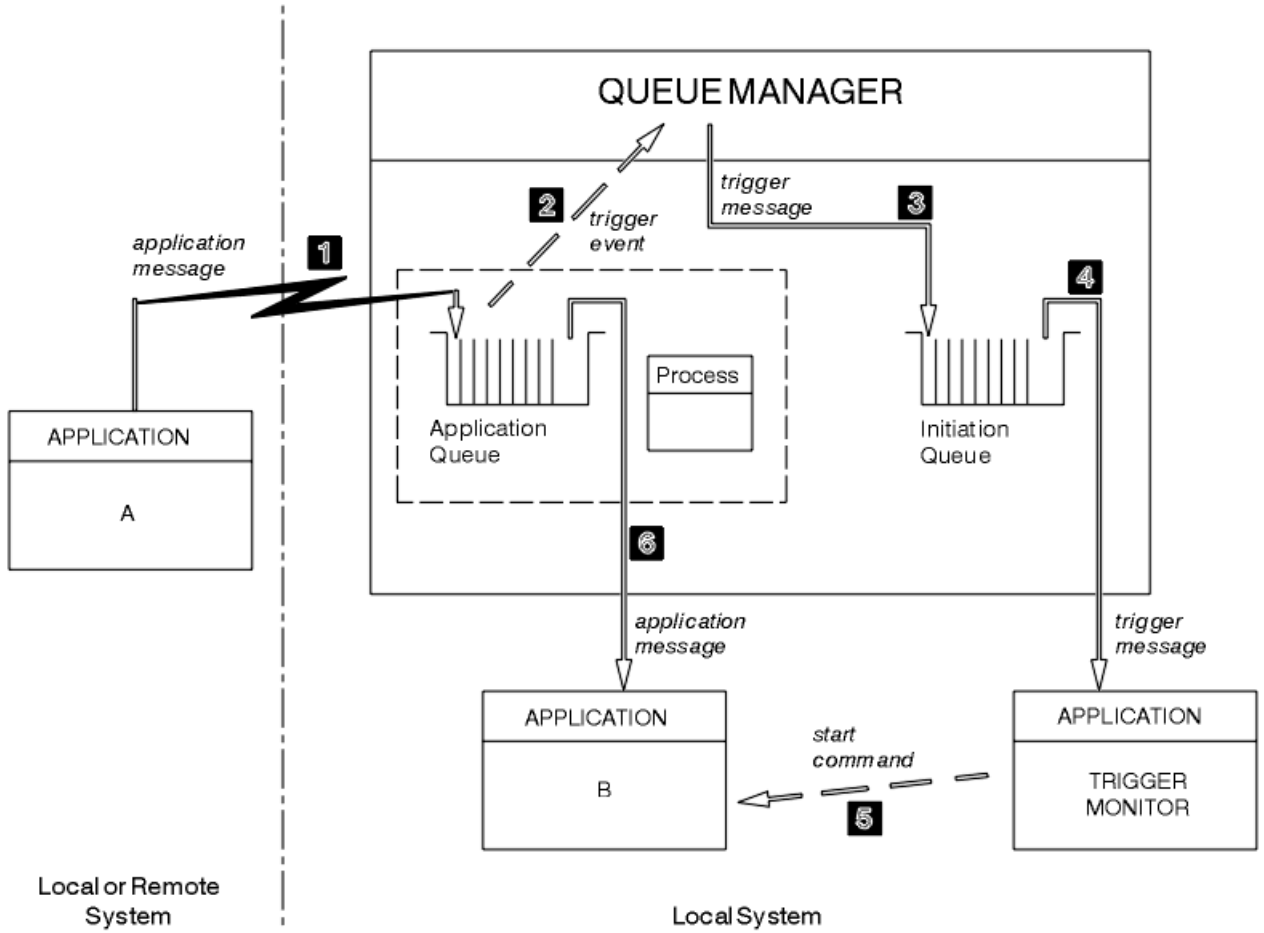 QUEUE MANAGER
trigger
message
3
2
trigger
event
application
message
1
4
Process
Application
Queue
Initiation
Queue
APPLICATION
A
6
application
message
trigger
message
APPLICATION
B
start
command
5
APPLICATION
TRIGGER
MONITOR
Local or Remote
System
Local System